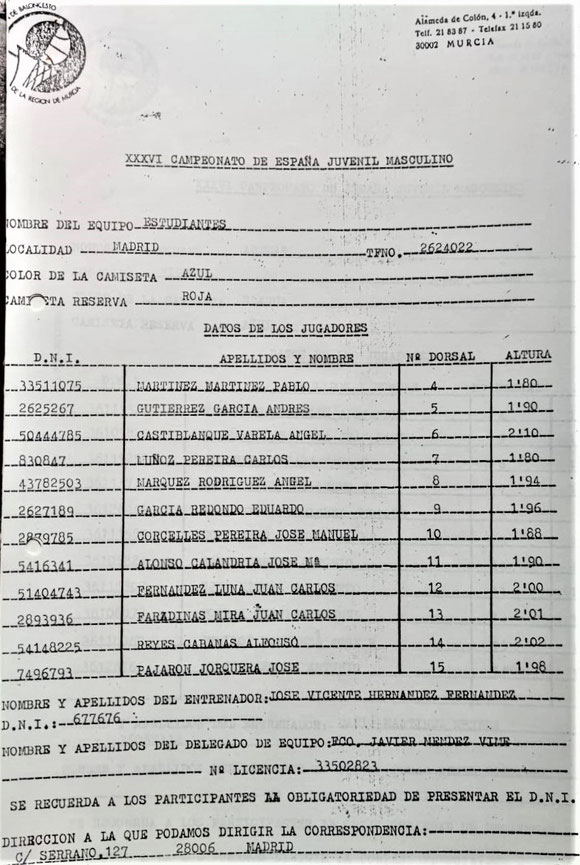 DE BALONCESTO
DE LA REGION DE MURCIA
Alameda de Colón, 4 - 1.º izqda.
Telf. 21 83 87 - Telefax 21 15 80
30002 MURCIA
XXXVI CAMPEONATO DE ESPAÑA JUVENIL MASCULINO
NOMBRE DEL EQUIPO ESTUDIANTES
LOCALIDAD MADRID TFNO. 2624022
COLOR DE LA CAMISETA AZUL
CAMISETA RESERVA ROJA
DATOS DE LOS JUGADORES
D.N.I. APELLIDOS Y NOMBRE Nº DORSAL ALTURA
33511075 MARTINEZ MARTINEZ PABLO 4 1'80
2625267 GUTIERREZ GARCIA ANDRES 5 1'90
50444785 CASTIBLANQUE VARELA ANGEL 6 2'10
830847 MUÑOZ PEREIRA CARLOS 7 1'80
43782503 MARQUEZ RODRIGUEZ ANGEL 8 1'94
2627189 GARCIA REDONDO EDUARDO 9 1'96
2879785 CORCELLES PEREIRA JOSE MANUEL 10 1'88
5416341 ALONSO CALANDRIA JOSE Mª 11 1'90
51404743 FERNANDEZ LUNA JUAN CARLOS 12 2'00
2893936 FARADINAS MIRA JUAN CARLOS 13 2'01
54148225 REYES CABANAS ALFONSO 14 2'02
7496793 PAJARON JORQUERA JOSE 15 1'98
NOMBRE Y APELLIDOS DEL ENTRENADOR: JOSE VICENTE HERNANDEZ FERNANDEZ
D.N.I.: 677676
NOMBRE Y APELLIDOS DEL DELEGADO DE EQUIPO: FCO. JAVIER MENDEZ VIME
Nº LICENCIA: 33502823
SE RECUERDA A LOS PARTICIPANTES LA OBLIGATORIEDAD DE PRESENTAR EL D.N.I.
DIRECCION A LA QUE PODAMOS DIRIGIR LA CORRESPONDENCIA:
C/ SERRANO,127 28006 MADRID